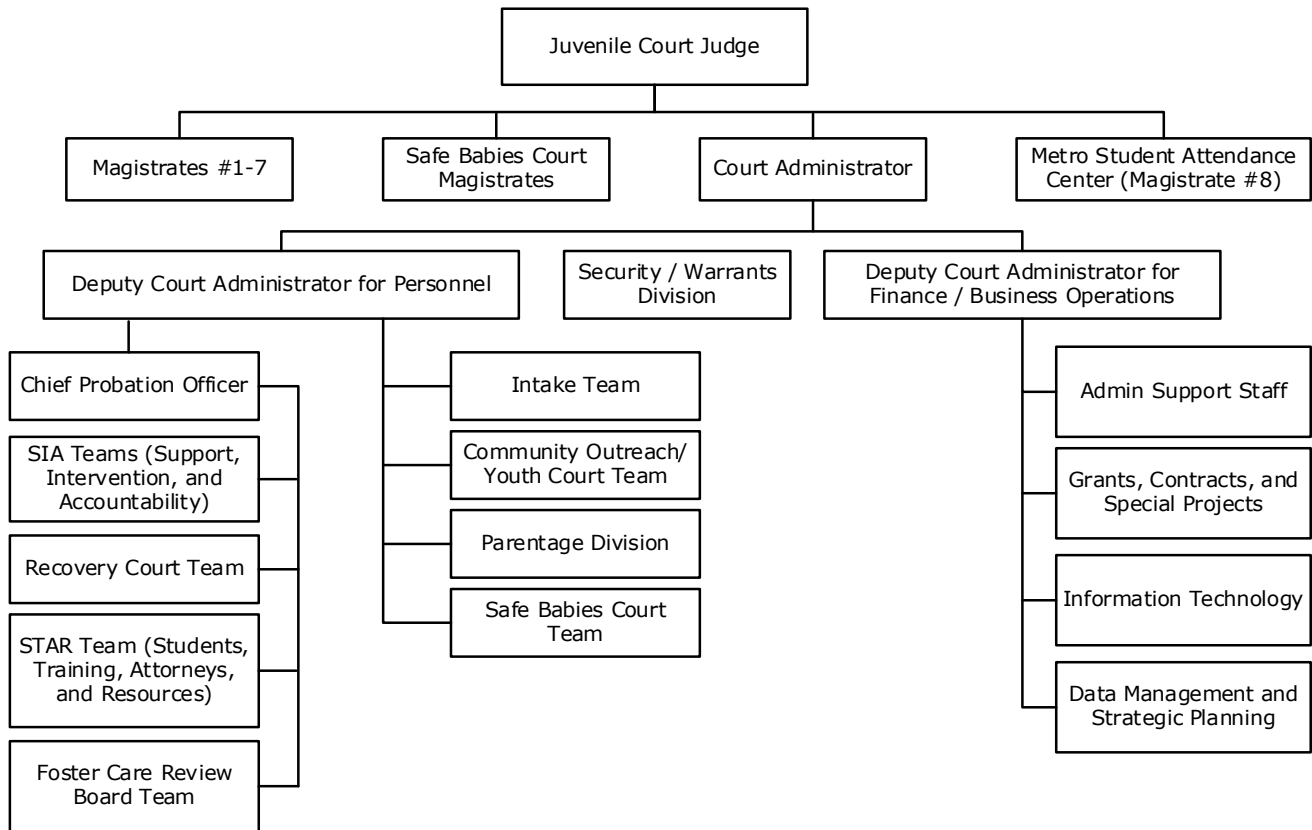 Juvenile Court Judge
Magistrates #1-7
Safe Babies Court
Magistrates
Court Administrator
Metro Student Attendance
Center (Magistrate #8)
Deputy Court Administrator for Personnel
Security / Warrants
Division
Deputy Court Administrator for
Finance / Business Operations
Chief Probation Officer
SIA Teams (Support,
Intervention, and
Accountability)
Recovery Court Team
STAR Team (Students,
Training, Attorneys,
and Resources)
Foster Care Review
Board Team
Intake Team
Community Outreach/
Youth Court Team
Parentage Division
Safe Babies Court
Team
Admin Support Staff
Grants, Contracts, and
Special Projects
Information Technology
Data Management and
Strategic Planning